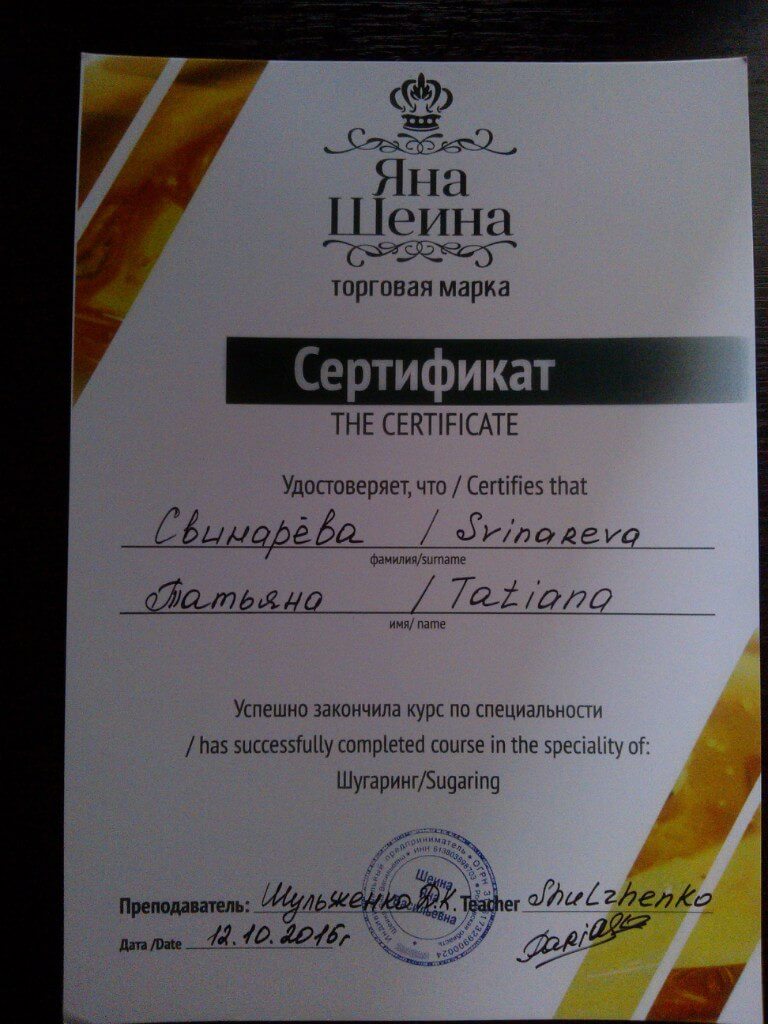 Яна
Шеина
торговая марка
Сертификат
THE CERTIFICATE
Удостоверяет, что / Certifies that
Свинарёва / Svinareva
фамилия/surname
Татьяна / Tatiana
имя/ name
Успешно закончила курс по специальности
/ has successfully completed course in the speciality of:
Шугаринг/Sugaring
Преподаватель: Шульженко Д.К. Teacher Shulzhenko
Дата /Date 12.10.2015г
Шеина